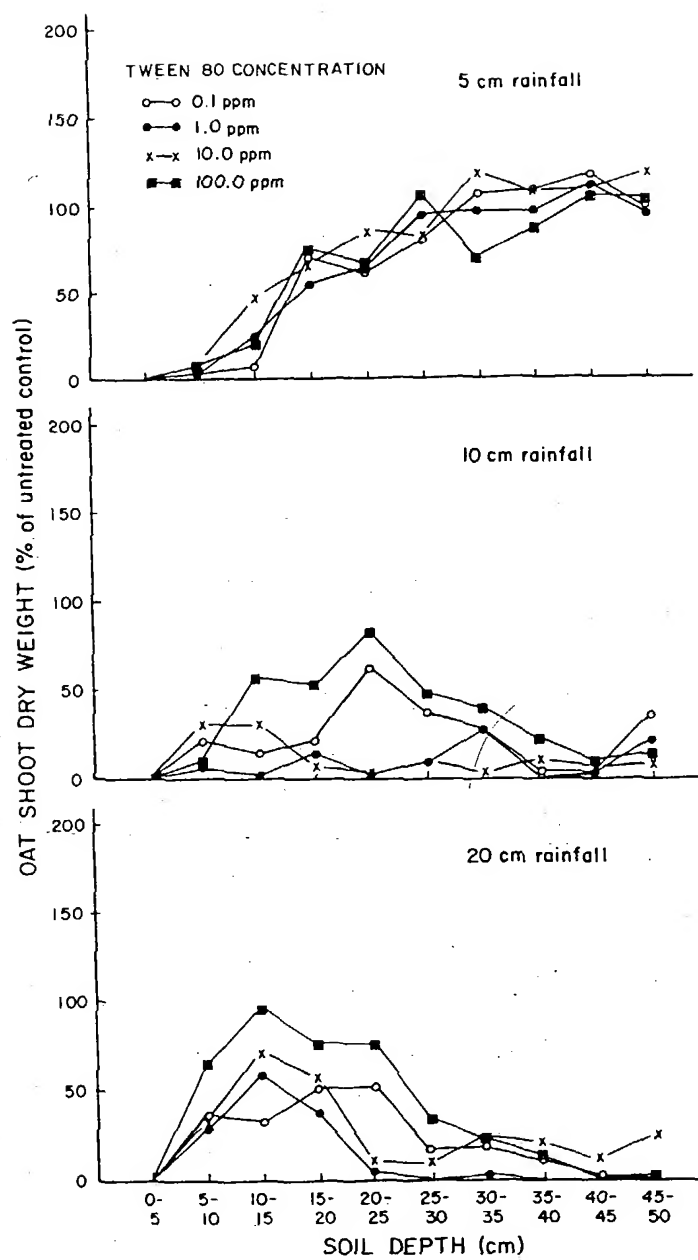 OAT SHOOT DRY WEIGHT (% of untreated control)
200
150
100
50
0
TWEEN 80 CONCENTRATION
0.1 ppm
1.0 ppm
10.0 ppm
100.0 ppm
5 cm rainfall
200
150
100
50
0
10 cm rainfall
200
150
100
50
0
20 cm rainfall
0-5
5-10
10-15
15-20
20-25
25-30
30-35
35-40
40-45
45-50
SOIL DEPTH (cm)